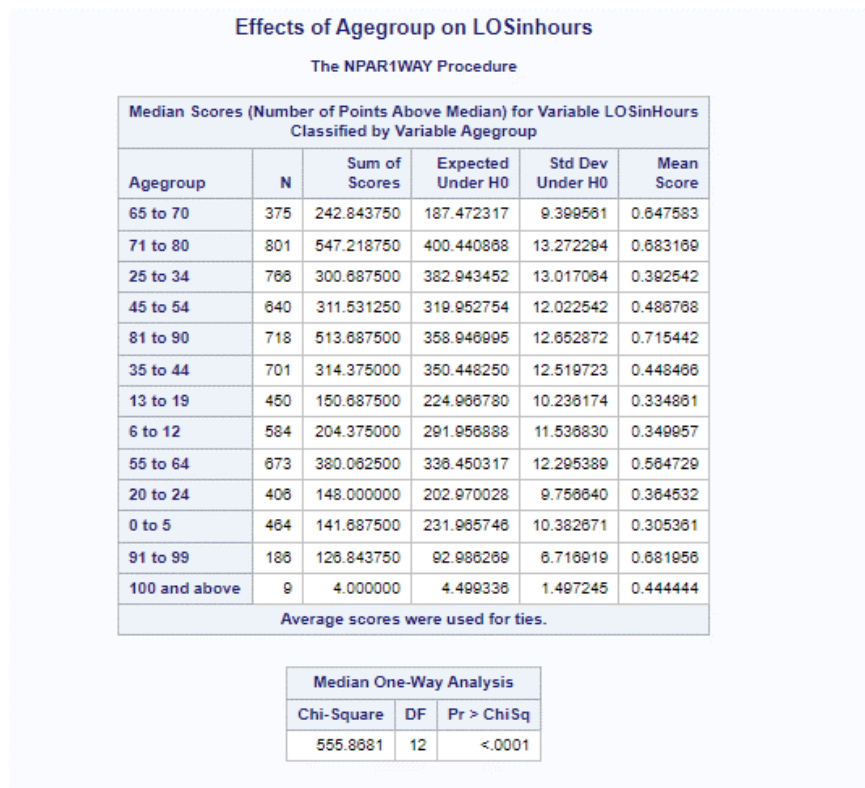 Effects of Agegroup on LOSinhours
The NPAR1WAY Procedure
Median Scores (Number of Points Above Median) for Variable LOSinHours
Classified by Variable Agegroup
Agegroup N Sum of Scores Expected Under H0 Std Dev Under H0 Mean Score
65 to 70 375 242.843750 187.472317 9.399561 0.647583
71 to 80 801 547.218750 400.440868 13.272294 0.683169
25 to 34 766 300.687500 382.943452 13.017064 0.392542
45 to 54 640 311.531250 319.952754 12.022542 0.486768
81 to 90 718 513.687500 358.946995 12.652872 0.715442
35 to 44 701 314.375000 350.448250 12.519723 0.448466
13 to 19 450 150.687500 224.966780 10.236174 0.334861
6 to 12 584 204.375000 291.956888 11.536830 0.349957
55 to 64 673 380.062500 336.450317 12.295389 0.564729
20 to 24 406 148.000000 202.970028 9.756640 0.364532
0 to 5 464 141.687500 231.965746 10.382671 0.305361
91 to 99 186 126.843750 92.986269 6.716919 0.681956
100 and above 9 4.000000 4.499336 1.497245 0.444444
Average scores were used for ties.
Median One-Way Analysis
Chi-Square DF Pr > ChiSq
555.8681 12 <.0001